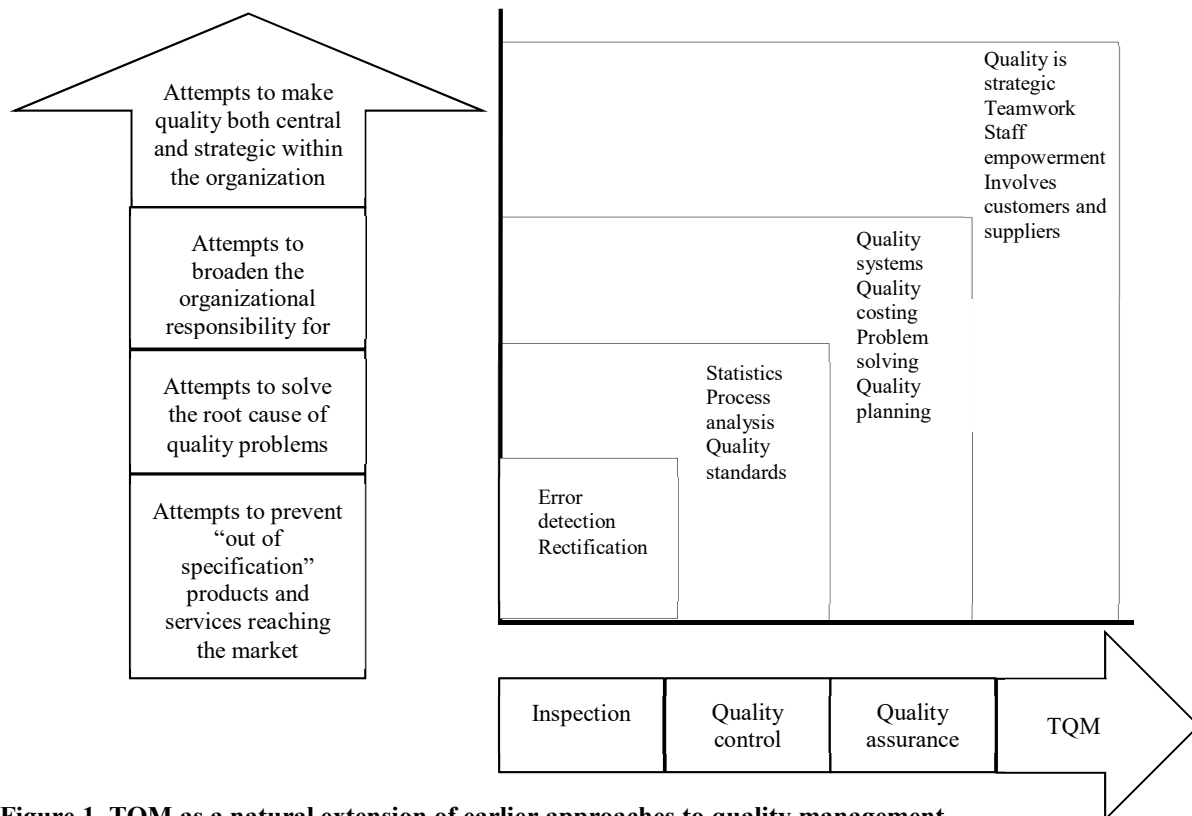 Attempts to make
quality both central
and strategic within
the organization
Attempts to
broaden the
organizational
responsibility for
Attempts to solve
the root cause of
quality problems
Attempts to prevent
“out of
specification”
products and
services reaching
the market
Quality is
strategic
Teamwork
Staff
empowerment
Involves
customers and
suppliers
Quality
systems
Quality
costing
Problem
solving
Quality
planning
Statistics
Process
analysis
Quality
standards
Error
detection
Rectification
Inspection
Quality
control
Quality
assurance
TQM
Figure 1. TQM as a natural extension of earlier approaches to quality management